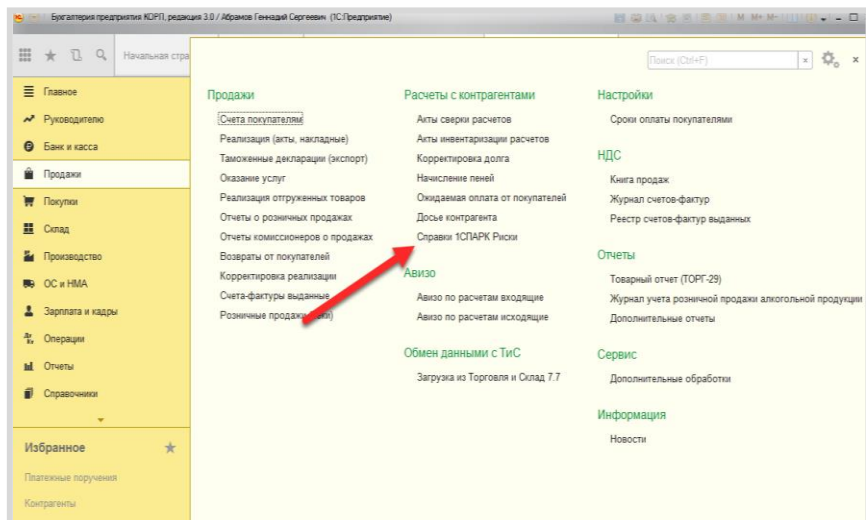 Бухгалтерия предприятия КОРП, редакция 3.0 / Абрамов Геннадий Сергеевич (1С:Предприятие)
M M+ M-
Начальная стра
Поиск (Ctrl+F)
Главное
Руководителю
Банк и касса
Продажи
Покупки
Склад
Производство
ОС и НМА
Зарплата и кадры
Операции
Отчеты
Справочники
Избранное
Платежные поручения
Контрагенты
Продажи
Счета покупателям
Реализация (акты, накладные)
Таможенные декларации (экспорт)
Оказание услуг
Реализация отгруженных товаров
Отчеты о розничных продажах
Отчеты комиссионеров о продажах
Возвраты от покупателей
Корректировка реализации
Счета-фактуры выданные
Розничные продажи
Расчеты с контрагентами
Акты сверки расчетов
Акты инвентаризации расчетов
Корректировка долга
Начисление пеней
Ожидаемая оплата от покупателей
Досье контрагента
Справки 1СПАРК Риски
Авизо
Авизо по расчетам входящие
Авизо по расчетам исходящие
Обмен данными с ТиС
Загрузка из Торговля и Склад 7.7
Настройки
Сроки оплаты покупателями
НДС
Книга продаж
Журнал счетов-фактур
Реестр счетов-фактур выданных
Отчеты
Товарный отчет (ТОРГ-29)
Журнал учета розничной продажи алкогольной продукции
Дополнительные отчеты
Сервис
Дополнительные обработки
Информация
Новости